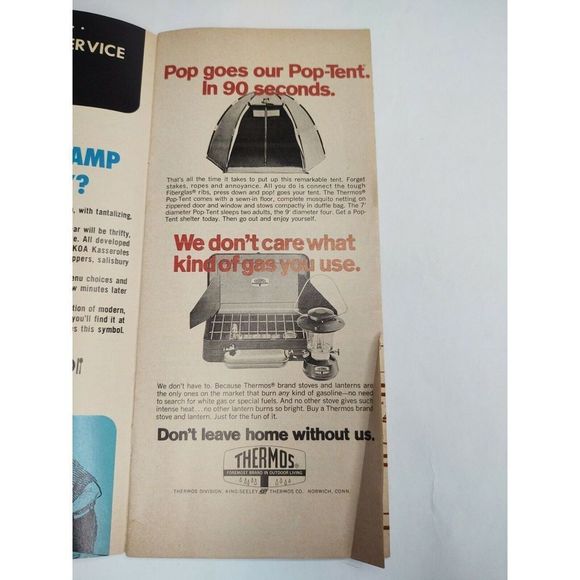 ERVICE
AMP
Y?
, with tantalizing,
ear will be thrifty,
e. All developed
KOA Kasseroles
ppers, salisbury
enu choices and
w minutes later
tion of modern,
you'll find it at
es this symbol.
Pop goes our Pop-Tent®.
In 90 seconds.
That's all the time it takes to put up this remarkable tent. Forget
stakes, ropes and annoyance. All you do is connect the tough
Fiberglas® ribs, press down and pop! goes your tent. The Thermos®
Pop-Tent comes with a sewn-in floor, complete mosquito netting on
zippered door and window and stows compactly in duffle bag. The 7'
diameter Pop-Tent sleeps two adults, the 9' diameter four. Get a Pop-
Tent shelter today. Then go out and enjoy yourself.
We don't care what
kind of gas you use.
We don't have to. Because Thermos® brand stoves and lanterns are
the only ones on the market that burn any kind of gasoline—no need
to search for white gas or special fuels. And no other stove gives such
intense heat...no other lantern burns so bright. Buy a Thermos brand
stove and lantern. Just for the fun of it.
Don't leave home without us.
THERMOS®
FOREMOST BRAND IN OUTDOOR LIVING
THERMOS DIVISION, KING-SEELEY THERMOS CO. NORWICH, CONN.